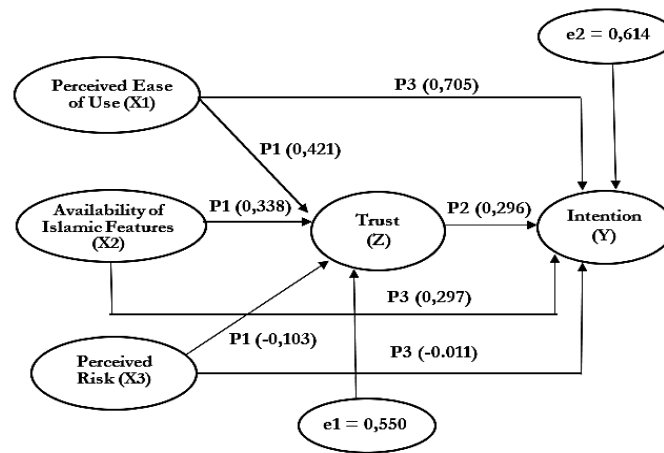 e2 = 0,614
Perceived Ease
of Use (X1)
P3 (0,705)
P1 (0,421)
Availability of
Islamic Features
(X2)
P1 (0,338)
Trust
(Z)
P2 (0,296)
Intention
(Y)
P3 (0,297)
P1 (-0,103)
Perceived
Risk (X3)
P3 (-0.011)
e1 = 0,550